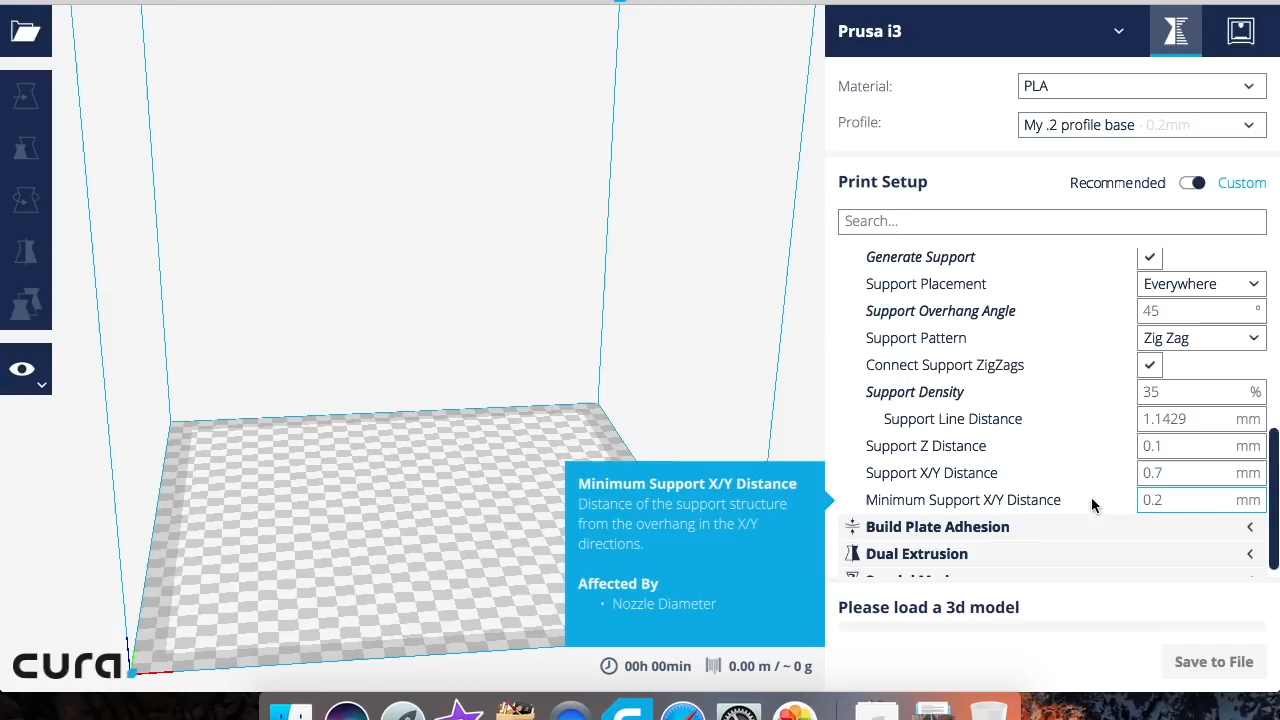 Prusa i3
Material:
PLA
Profile:
My .2 profile base - 0.2mm
Print Setup
Recommended
Custom
Search...
Generate Support
Support Placement
Everywhere
Support Overhang Angle
45 °
Support Pattern
Zig Zag
Connect Support ZigZags
Support Density
35 %
Support Line Distance
1.1429 mm
Support Z Distance
0.1 mm
Support X/Y Distance
0.7 mm
Minimum Support X/Y Distance
0.2 mm
Build Plate Adhesion
Dual Extrusion
Minimum Support X/Y Distance
Distance of the support structure
from the overhang in the X/Y
directions.
Affected By
• Nozzle Diameter
Please load a 3d model
cura
00h 00min
0.00 m / ~ 0 g
Save to File